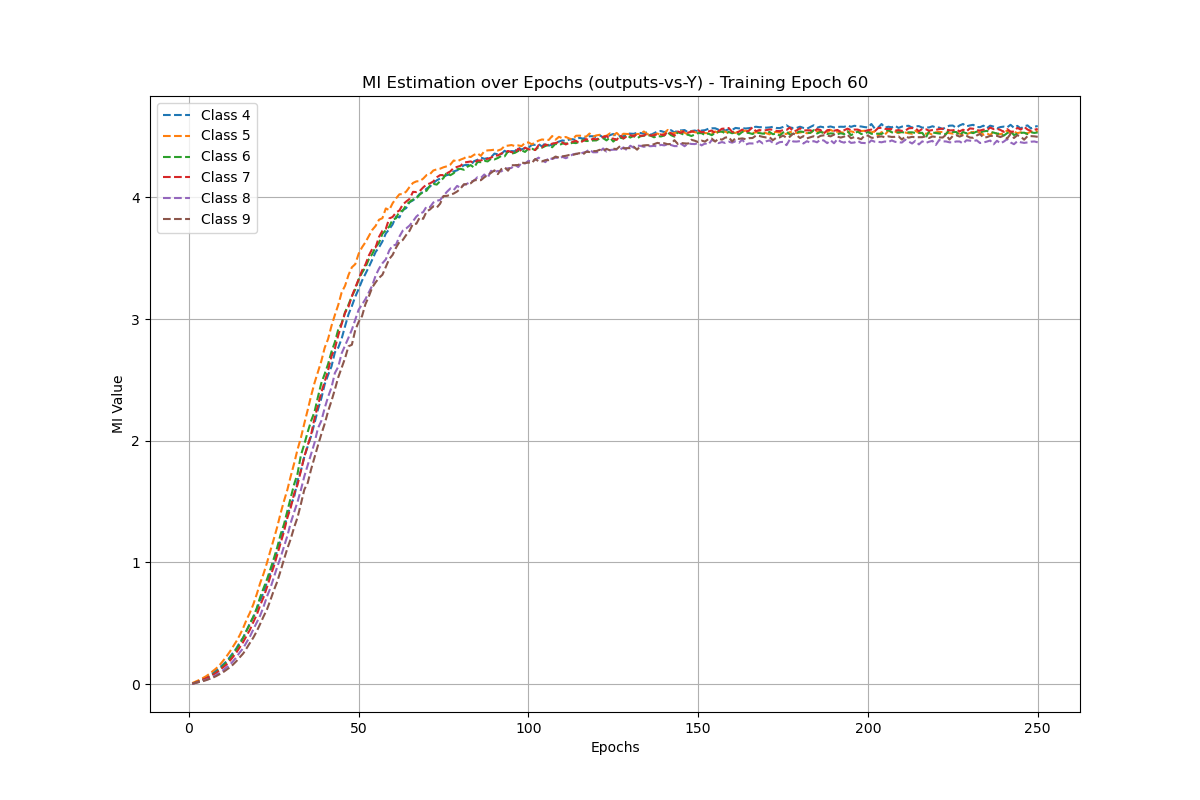 MI Estimation over Epochs (outputs-vs-Y) - Training Epoch 60
Class 4
Class 5
Class 6
Class 7
Class 8
Class 9
4
3
2
1
0
MI Value
0 50 100 150 200 250
Epochs